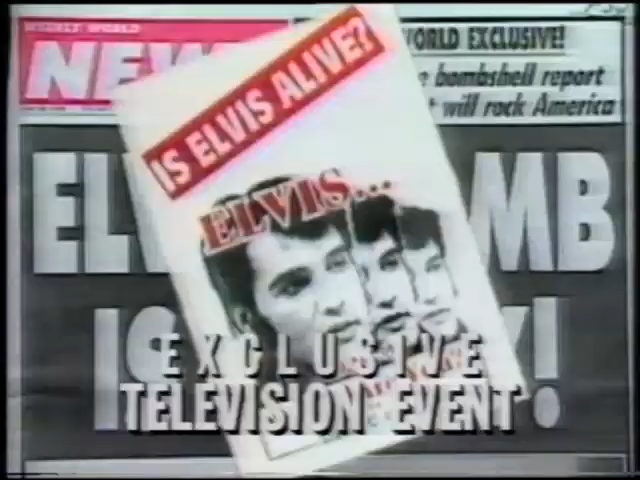 WEEKLY WORLD
NEW
WORLD EXCLUSIVE!
bombshell report
will rock America
IS ELVIS ALIVE?
ELVIS...
EL MB
!
EXCLUSIVE
TELEVISION EVENT